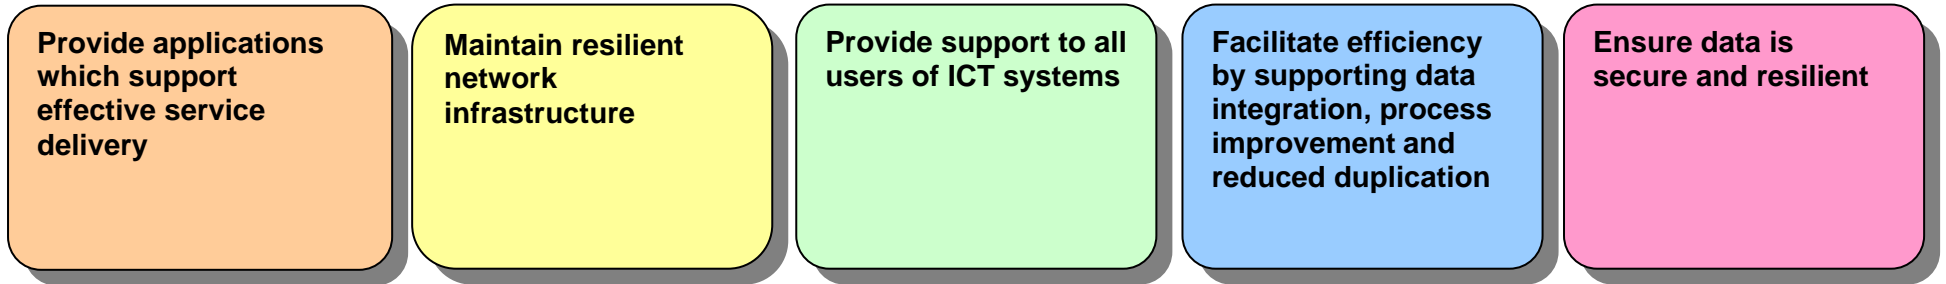 Provide applications
which support
effective service
delivery
Maintain resilient
network
infrastructure
Provide support to all
users of ICT systems
Facilitate efficiency
by supporting data
integration, process
improvement and
reduced duplication
Ensure data is
secure and resilient